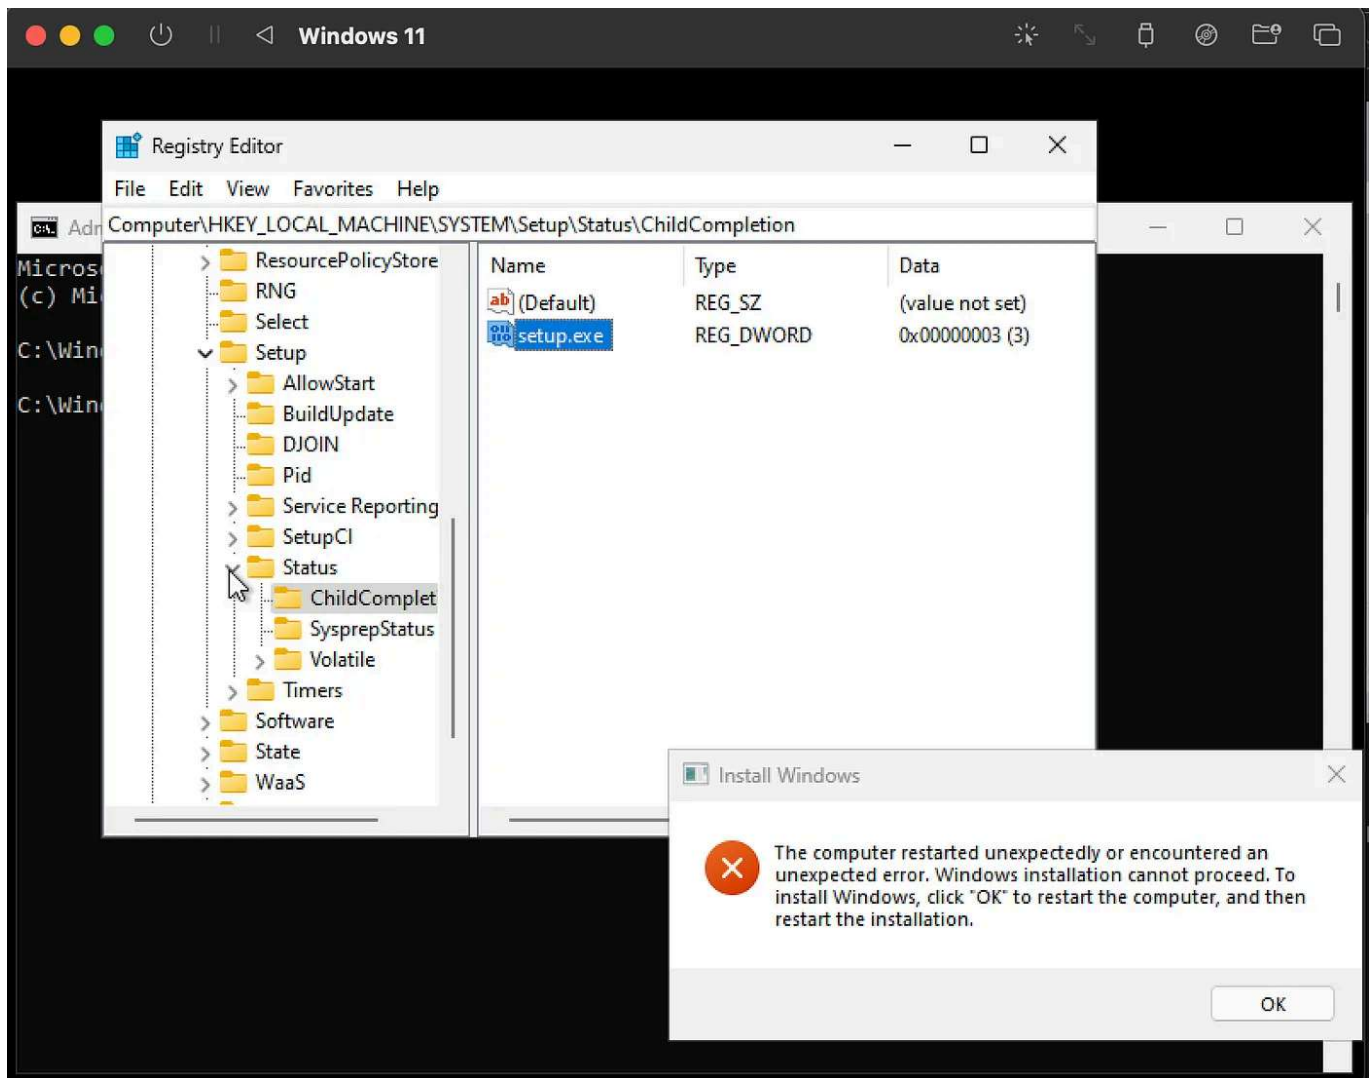 Windows 11
Registry Editor
File Edit View Favorites Help
Computer\HKEY_LOCAL_MACHINE\SYSTEM\Setup\Status\ChildCompletion
Adm
Micros
(c) Mi
C:\Win
C:\Win
ResourcePolicyStore
RNG
Select
Setup
AllowStart
BuildUpdate
DJOIN
Pid
Service Reporting
SetupCI
Status
ChildComplet
SysprepStatus
Volatile
Timers
Software
State
WaaS
Name Type Data
(Default) REG_SZ (value not set)
setup.exe REG_DWORD 0x00000003 (3)
Install Windows
The computer restarted unexpectedly or encountered an
unexpected error. Windows installation cannot proceed. To
install Windows, click "OK" to restart the computer, and then
restart the installation.
OK